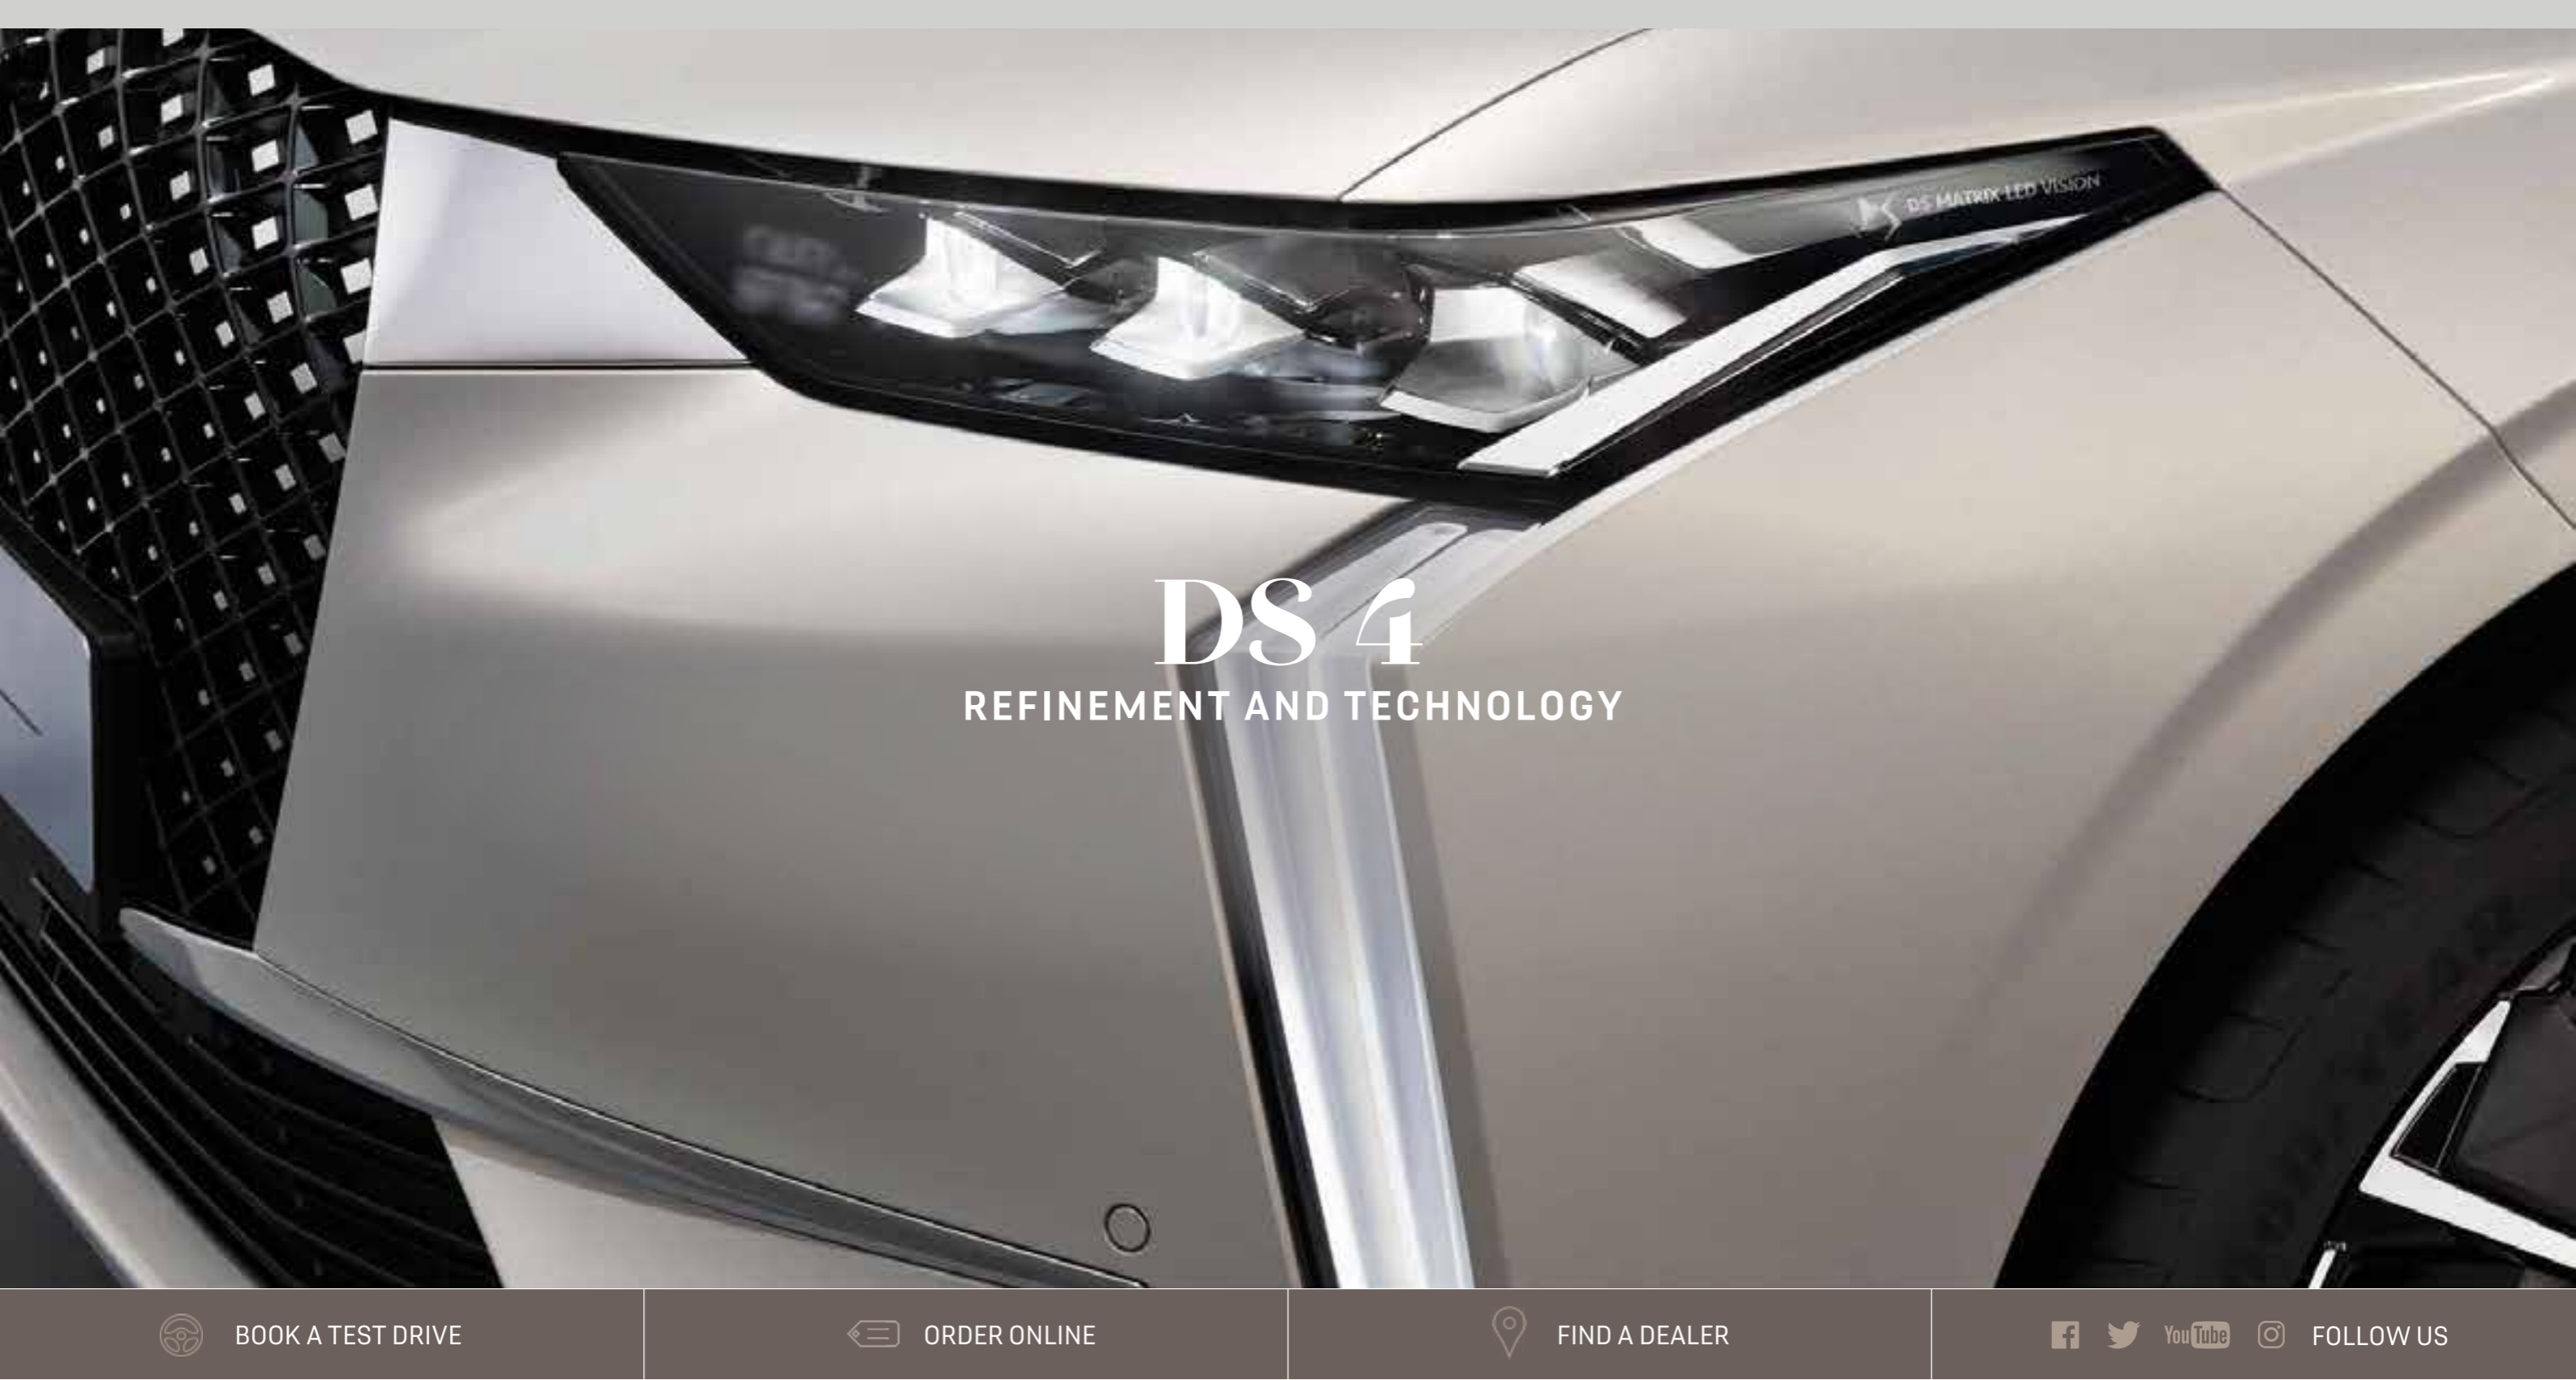 DS MATRIX LED VISION
DS 4
REFINEMENT AND TECHNOLOGY
BOOK A TEST DRIVE
ORDER ONLINE
FIND A DEALER
YouTube
FOLLOW US